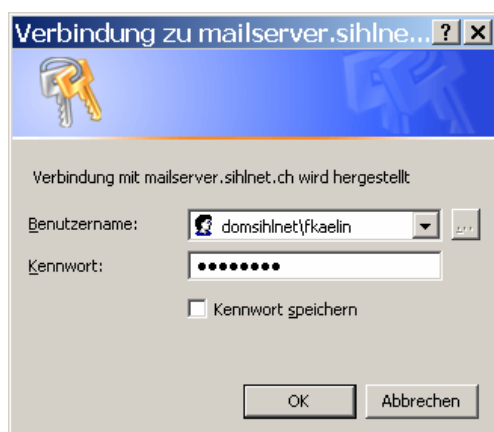 Verbindung zu mailserver.sihlne...
Verbindung mit mailserver.sihlnet.ch wird hergestellt
Benutzername: domsihlnet\fkaelin ...
Kennwort: ●●●●●●●●
Kennwort speichern
OK Abbrechen